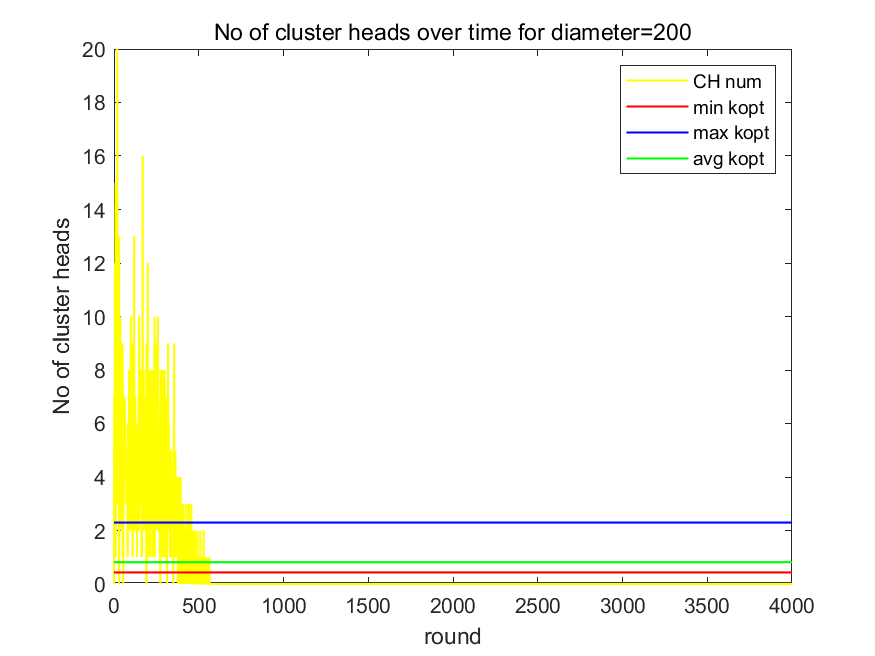 No of cluster heads over time for diameter=200
20
18
16
14
12
10
8
6
4
2
0
No of cluster heads
CH num
min kopt
max kopt
avg kopt
0 500 1000 1500 2000 2500 3000 3500 4000
round